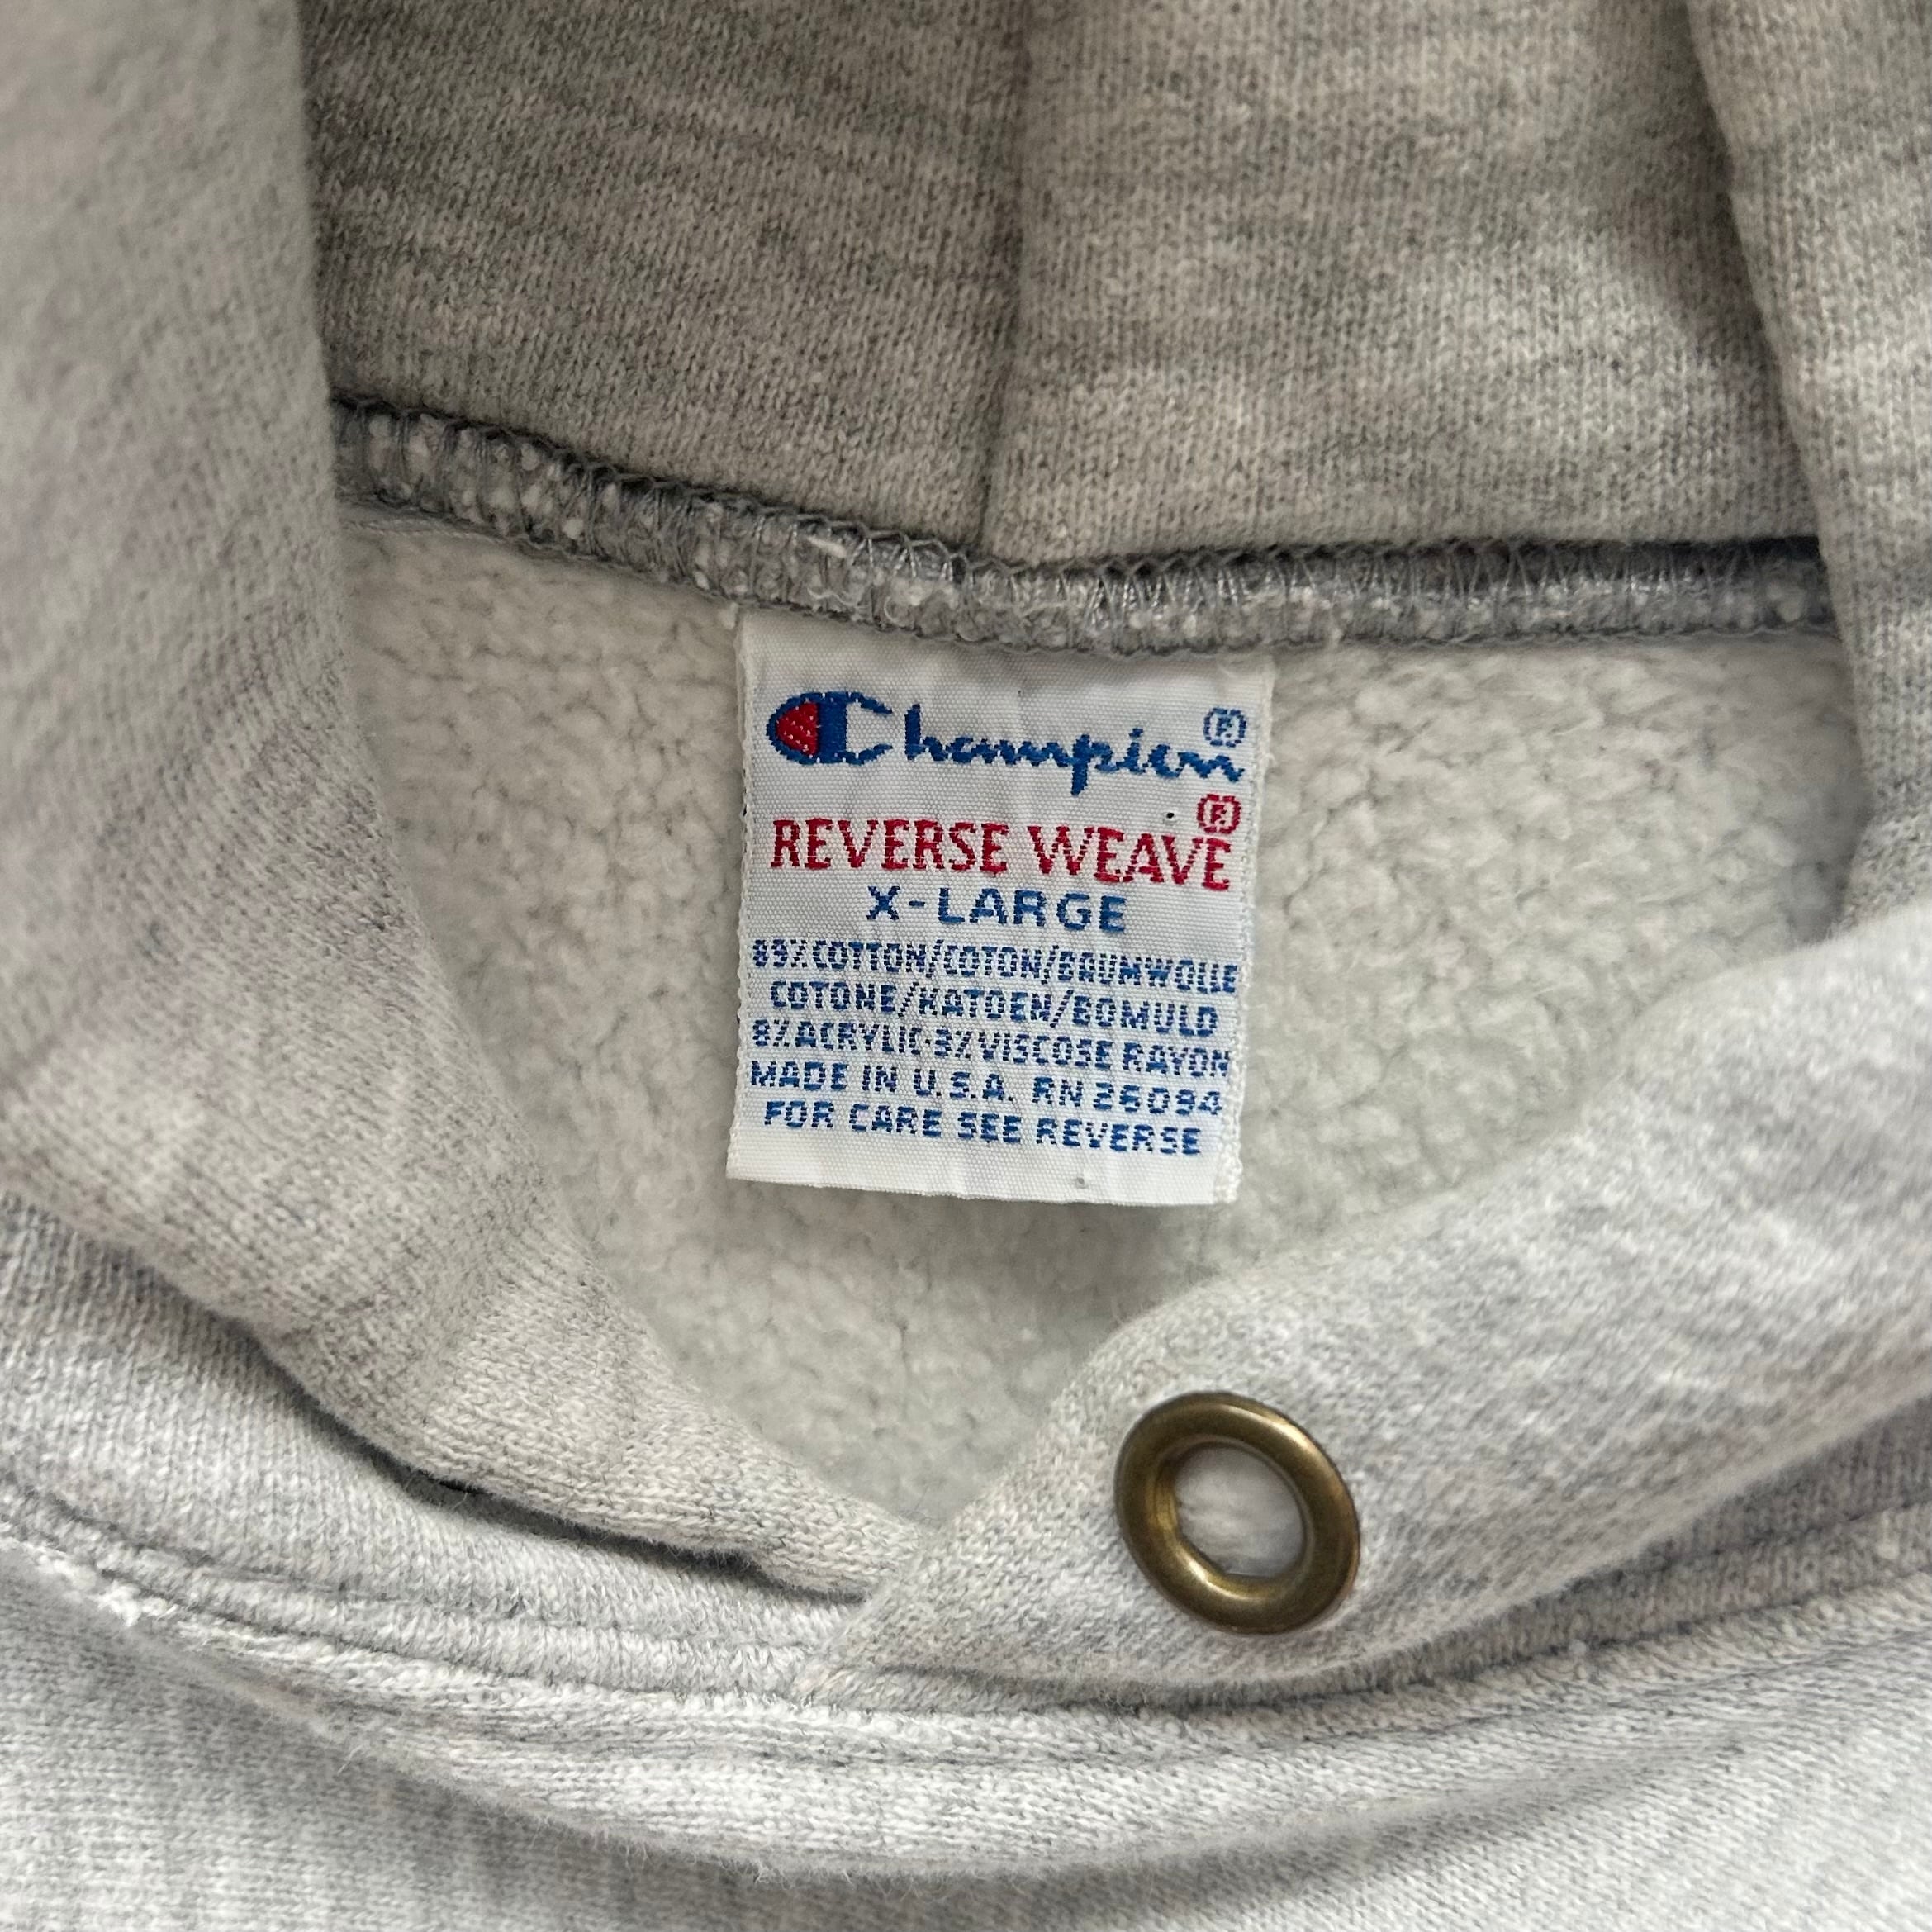 Champion®
REVERSE WEAVE®
X-LARGE
89% COTTON/COTON/BAUMWOLLE
COTONE/KATOEN/BOMULD
8% ACRYLIC·3% VISCOSE RAYON
MADE IN U.S.A. RN 26094
FOR CARE SEE REVERSE